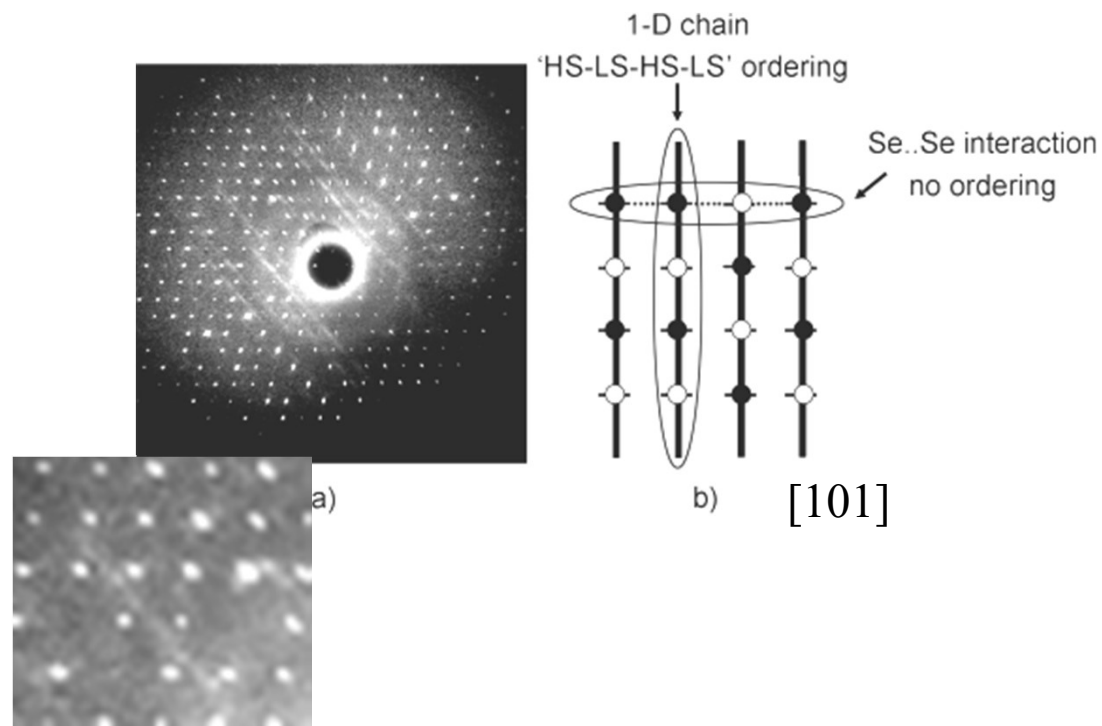 1-D chain
‘HS-LS-HS-LS’ ordering
Se..Se interaction
no ordering
a)
b)
[101]